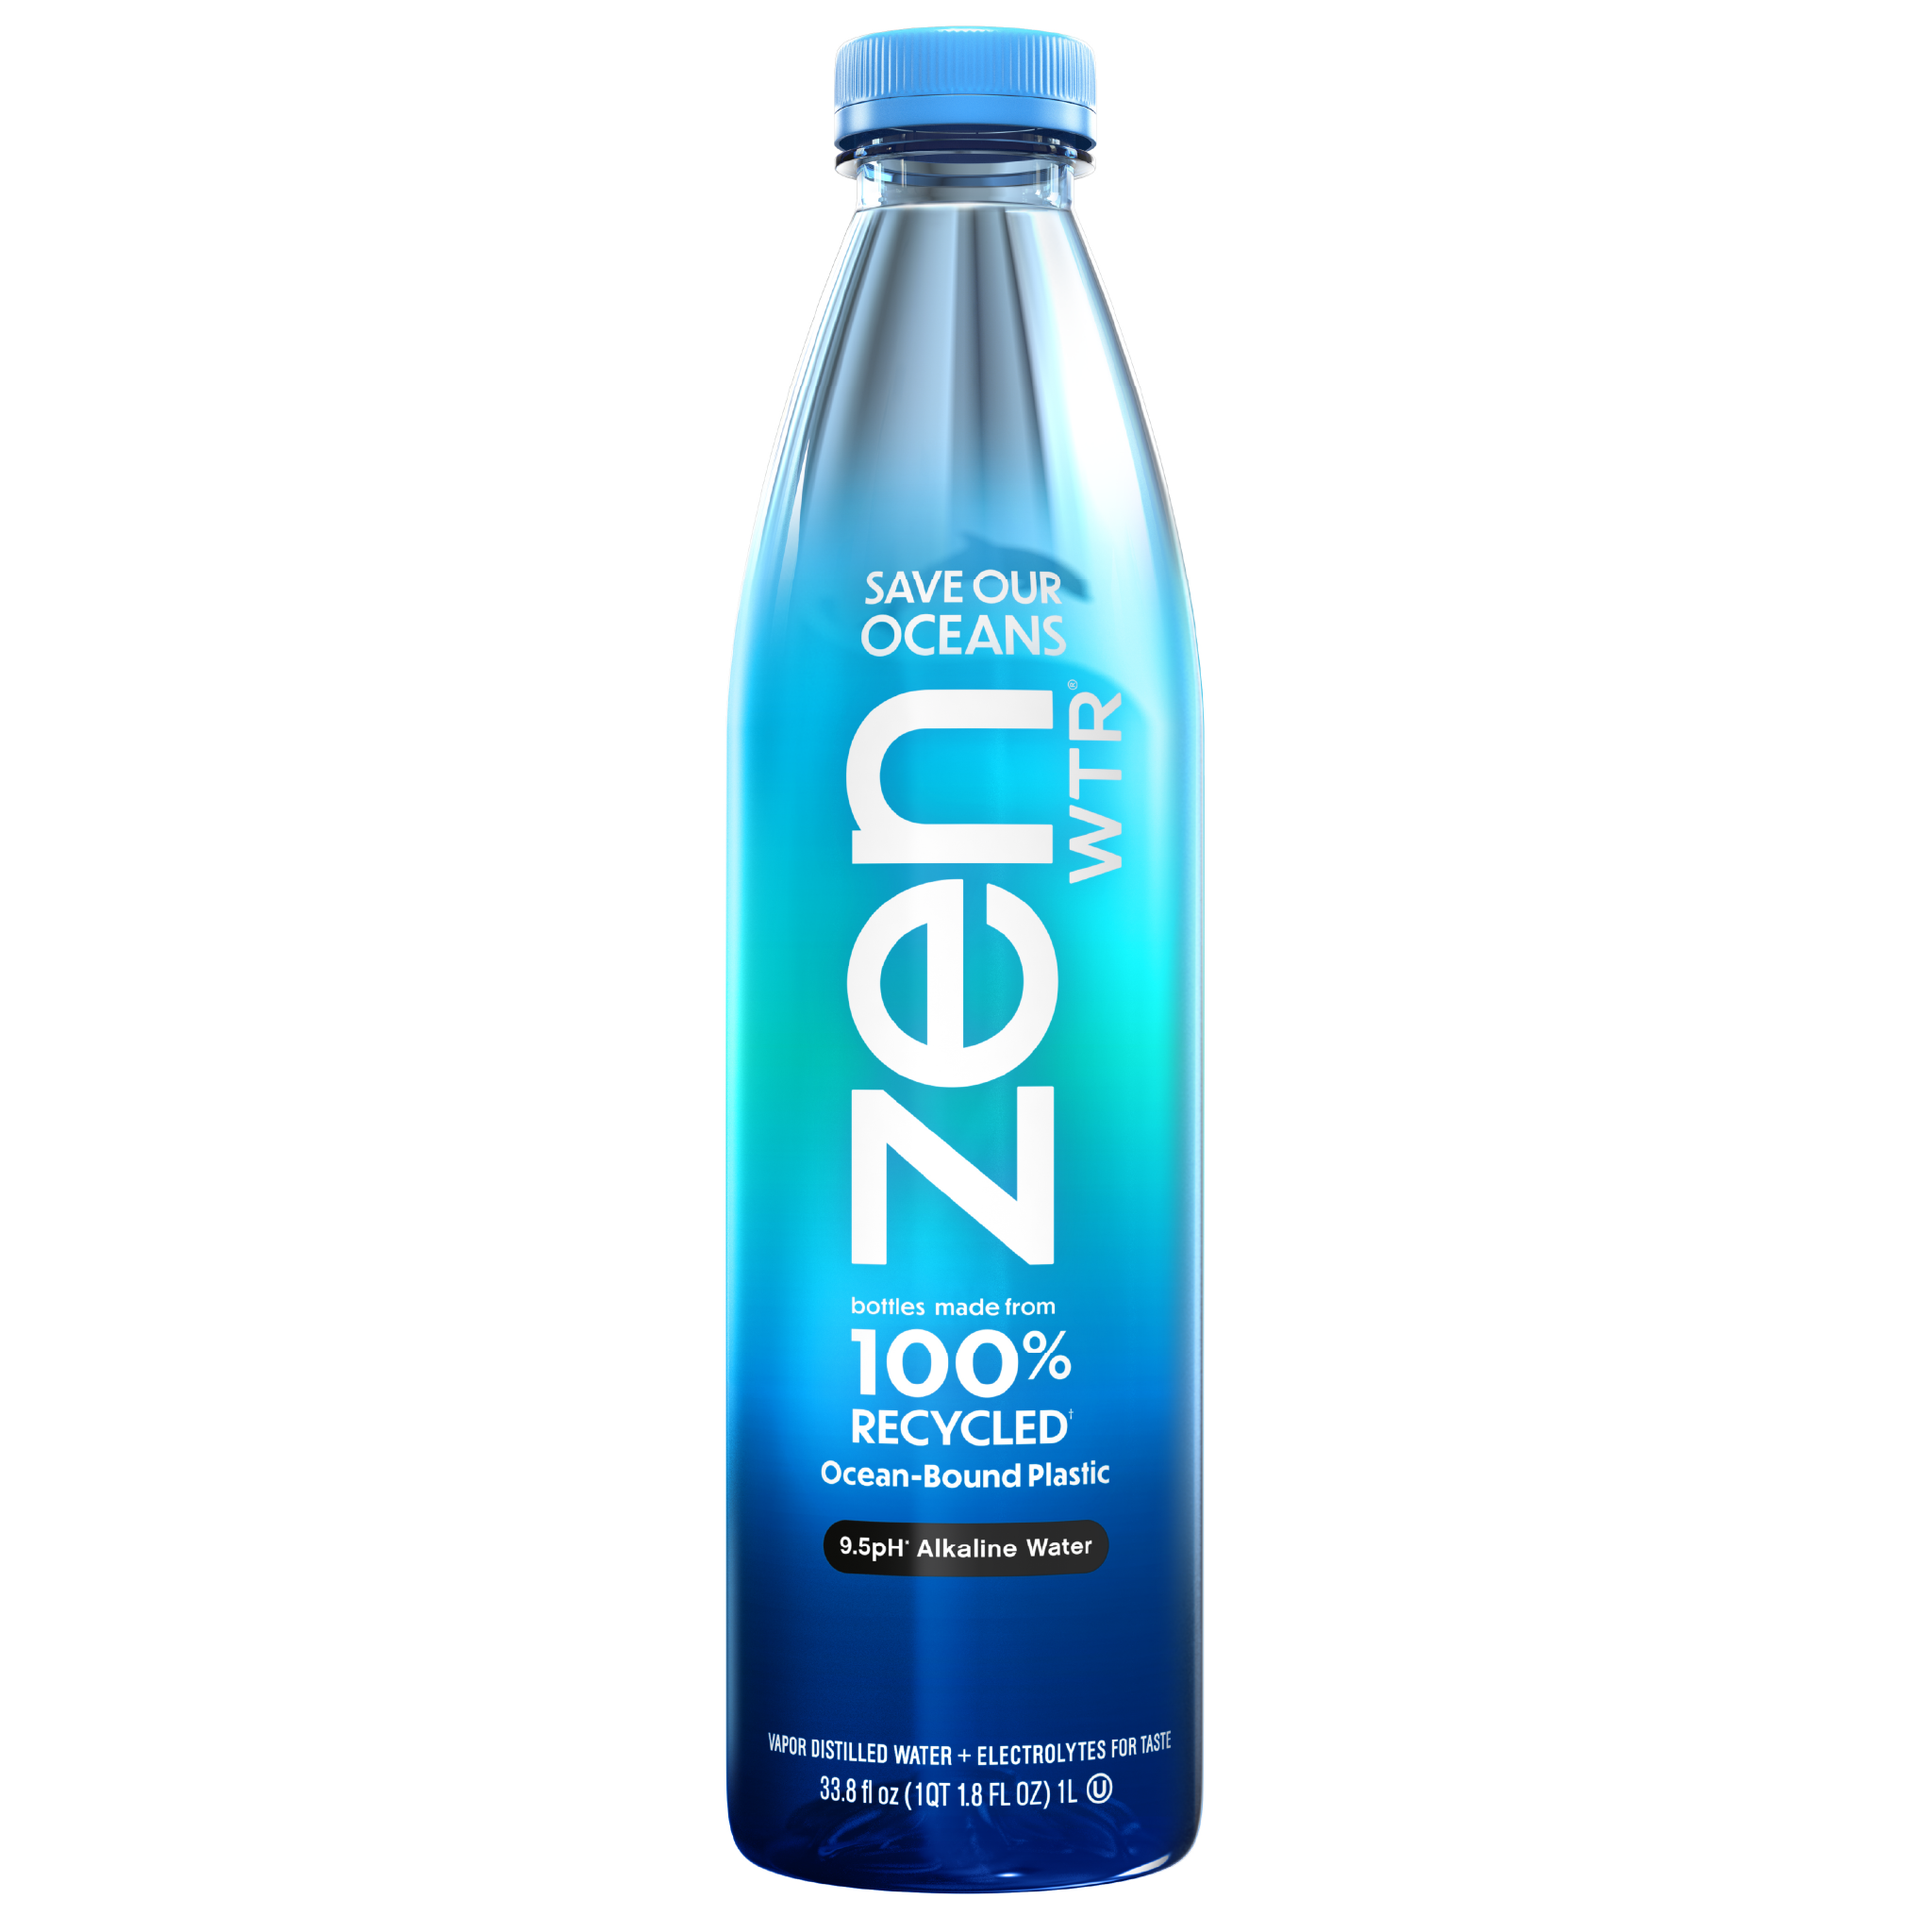 SAVE OUR
OCEANS
zen
WTR®
bottles made from
100%
RECYCLED†
Ocean-Bound Plastic
9.5pH* Alkaline Water
VAPOR DISTILLED WATER + ELECTROLYTES FOR TASTE
33.8 fl oz (1QT 1.8 FL OZ) 1L Ⓤ